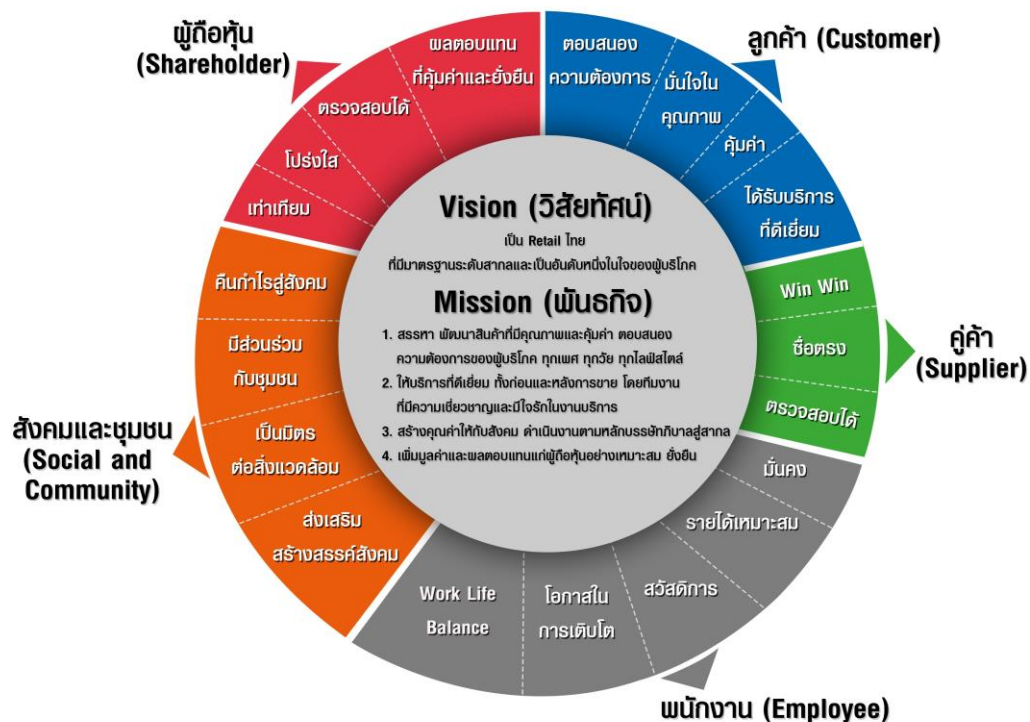 ผู้ถือหุ้น
(Shareholder)
ผลตอบแทน
ที่คุ้มค่าและยั่งยืน
ตรวจสอบได้
โปร่งใส
เท่าเทียม
ลูกค้า (Customer)
ตอบสนอง
ความต้องการ
มั่นใจใน
คุณภาพ
คุ้มค่า
ได้รับบริการ
ที่ดีเยี่ยม
คู่ค้า
(Supplier)
Win Win
ซื่อตรง
ตรวจสอบได้
พนักงาน (Employee)
มั่นคง
รายได้เหมาะสม
สวัสดิการ
โอกาสใน
การเติบโต
Work Life
Balance
สังคมและชุมชน
(Social and
Community)
คืนกำไรสู่สังคม
มีส่วนร่วม
กับชุมชน
เป็นมิตร
ต่อสิ่งแวดล้อม
ส่งเสริม
สร้างสรรค์สังคม
Vision (วิสัยทัศน์)
เป็น Retail ไทย
ที่มีมาตรฐานระดับสากลและเป็นอันดับหนึ่งในใจของผู้บริโภค
Mission (พันธกิจ)
1. สรรหา พัฒนาสินค้าที่มีคุณภาพและคุ้มค่า ตอบสนอง
ความต้องการของผู้บริโภค ทุกเพศ ทุกวัย ทุกไลฟ์สไตล์
2. ให้บริการที่ดีเยี่ยม ทั้งก่อนและหลังการขาย โดยทีมงาน
ที่มีความเชี่ยวชาญและมีใจรักในงานบริการ
3. สร้างคุณค่าให้กับสังคม ดำเนินงานตามหลักบรรษัทภิบาลสู่สากล
4. เพิ่มมูลค่าและผลตอบแทนแก่ผู้ถือหุ้นอย่างเหมาะสม ยั่งยืน